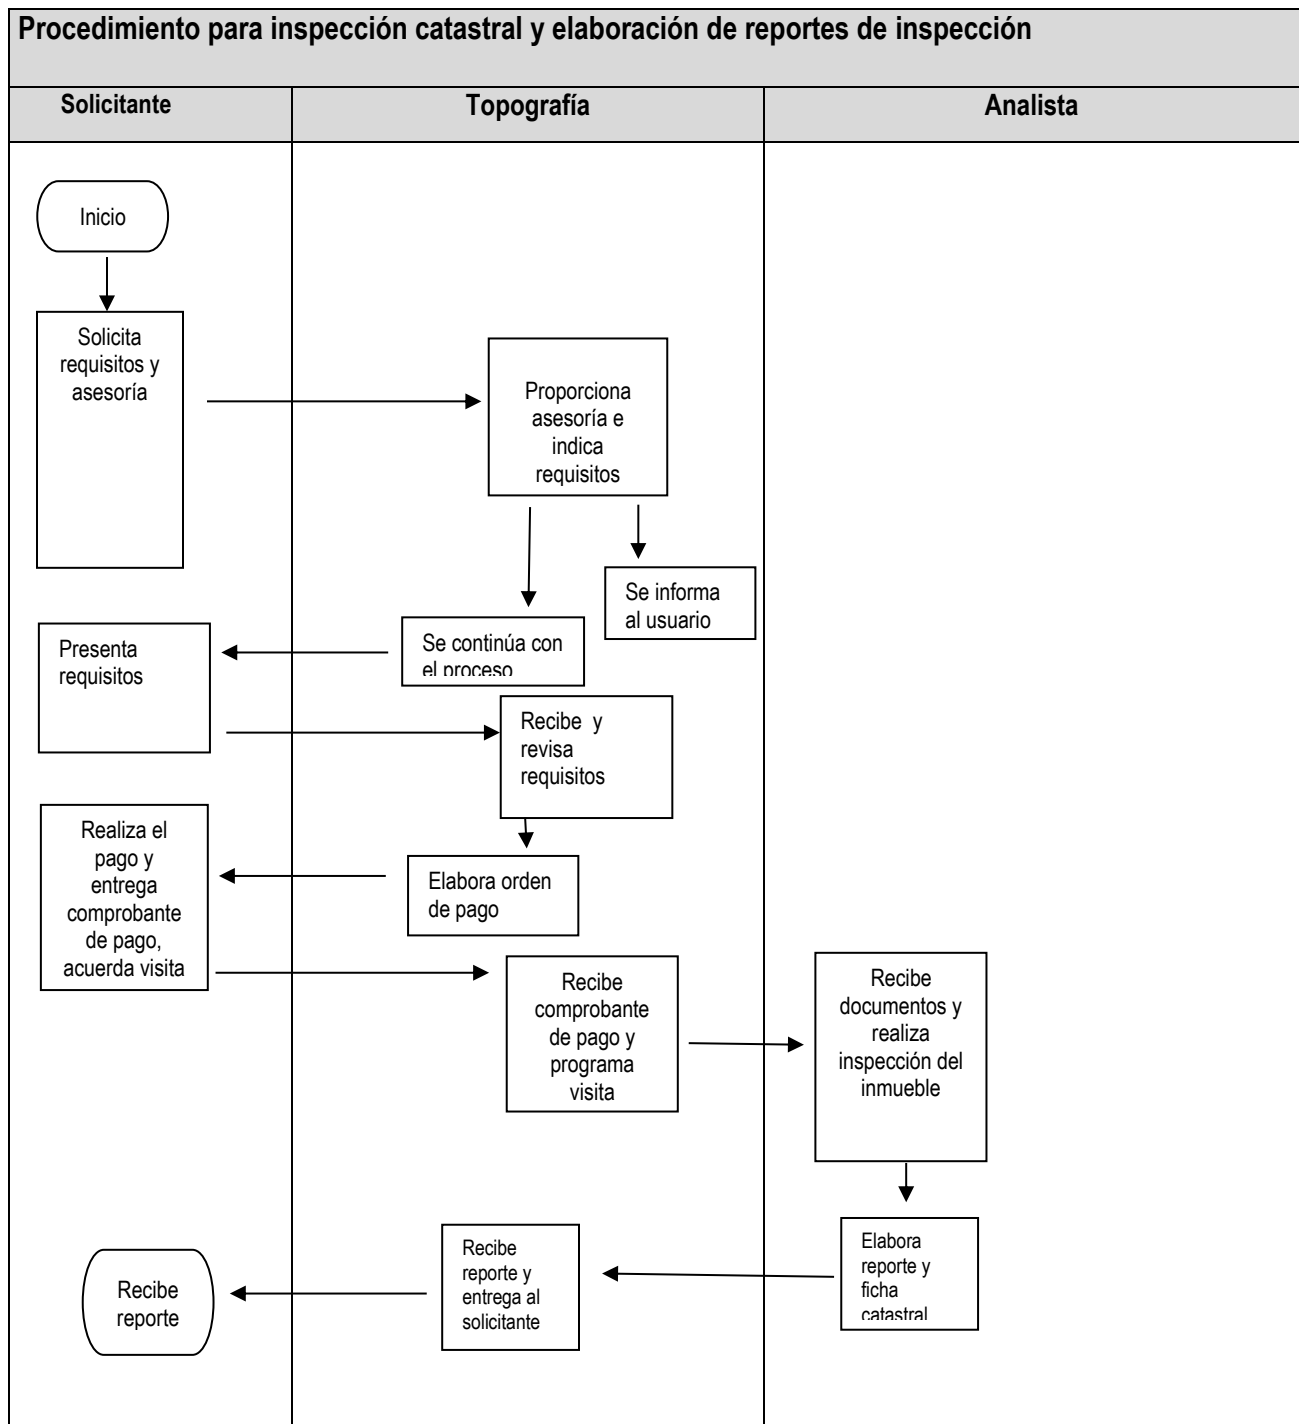 Procedimiento para inspección catastral y elaboración de reportes de inspección
Solicitante
Topografía
Analista
Inicio
Solicita
requisitos y
asesoría
Proporciona
asesoría e
indica
requisitos
Se informa
al usuario
Se continúa con
el proceso
Presenta
requisitos
Recibe  y
revisa
requisitos
Realiza el
pago y
entrega
comprobante
de pago,
acuerda visita
Elabora orden
de pago
Recibe
comprobante
de pago y
programa
visita
Recibe
documentos y
realiza
inspección del
inmueble
Elabora
reporte y
ficha
catastral
Recibe
reporte y
entrega al
solicitante
Recibe
reporte